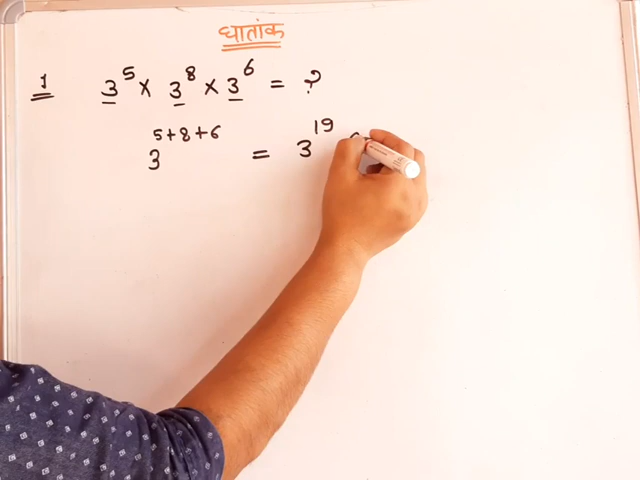 घातांक
1 3^5 × 3^8 × 3^6 = ?
3^5+8+6 = 3^19